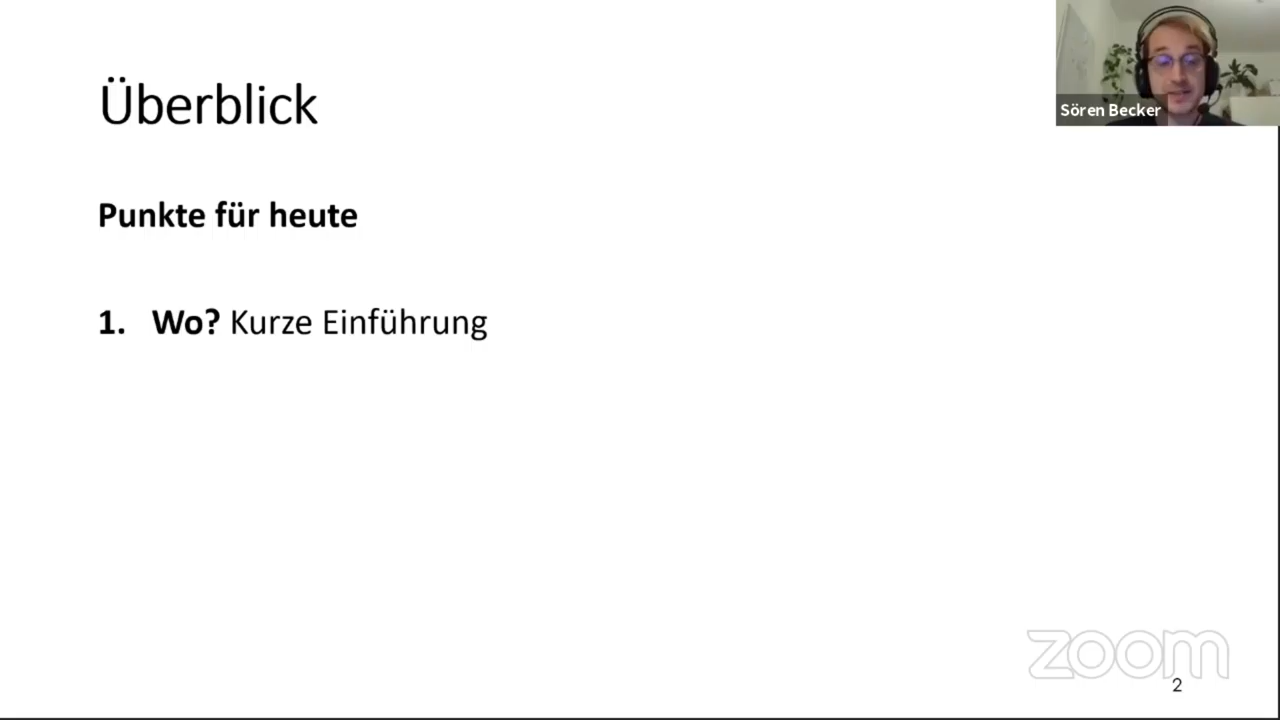 Überblick
Sören Becker
Punkte für heute
1. Wo? Kurze Einführung
zoom
2